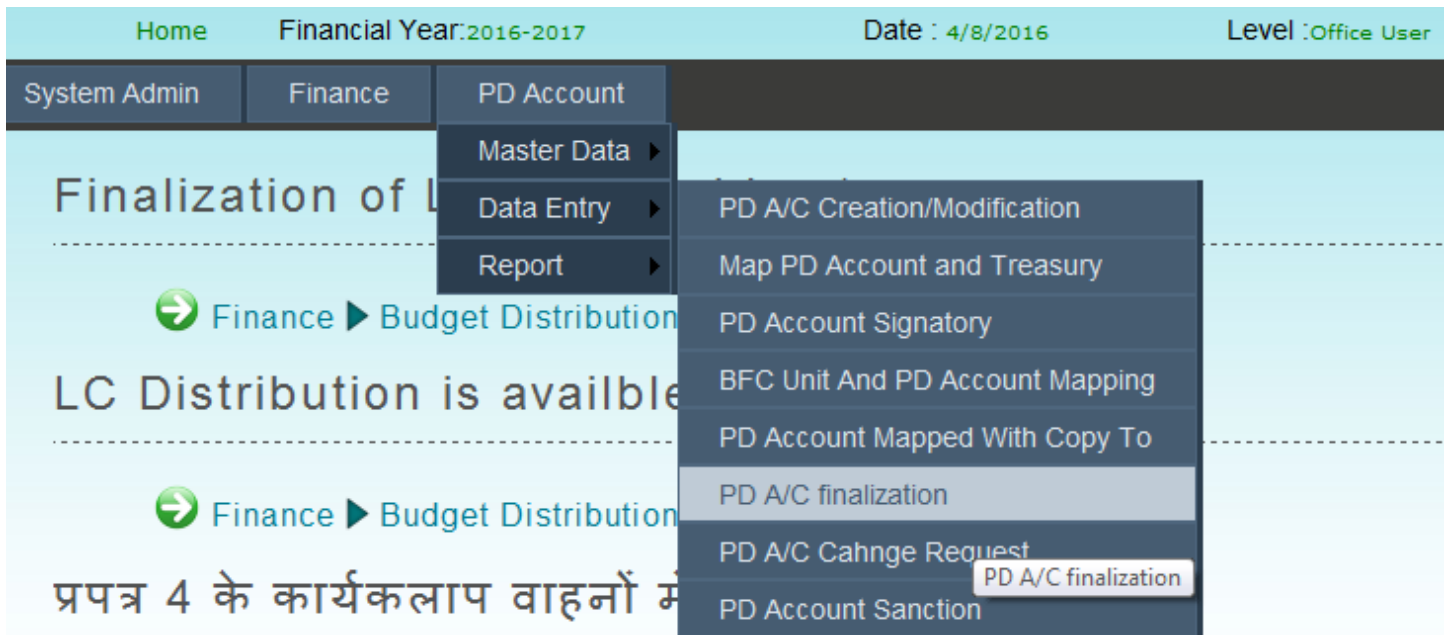 Home Financial Year:2016-2017 Date : 4/8/2016 Level :Office User
System Admin Finance PD Account
Master Data
Finalization of
Data Entry
PD A/C Creation/Modification
Report
Map PD Account and Treasury
Finance Budget Distribution
PD Account Signatory
LC Distribution is availble
BFC Unit And PD Account Mapping
PD Account Mapped With Copy To
Finance Budget Distribution
PD A/C finalization
PD A/C Cahnge Request
PD A/C finalization
प्रपत्र 4 के कार्यकलाप वाहनों
PD Account Sanction